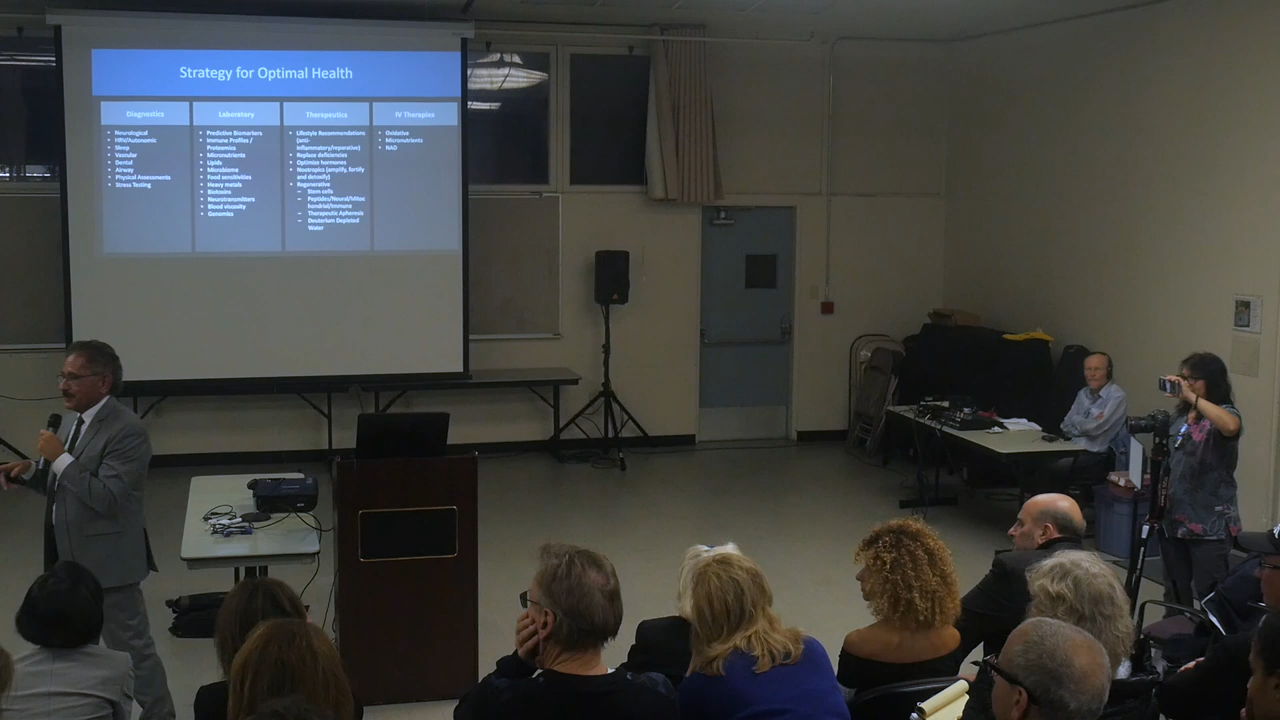 Strategy for Optimal Health
Diagnostics
• Neurological
• HRV/Autonomic
• Sleep
• Vascular
• Dental
• Airway
• Physical Assessments
• Stress Testing
Laboratory
• Predictive Biomarkers
• Immune Profiles /
Proteomics
• Micronutrients
• Lipids
• Microbiome
• Food sensitivities
• Heavy metals
• Biotoxins
• Neurotransmitters
• Blood viscosity
• Genomics
Therapeutics
• Lifestyle Recommendations
(anti-
inflammatory/reparative)
• Replace deficiencies
• Optimize hormones
• Nootropics (amplify, fortify
and detoxify)
• Regenerative
– Stem cells
– Peptides/Neural/Mitoc
hondrial/Immune
– Therapeutic Apheresis
– Deuterium Depleted
Water
IV Therapies
• Oxidative
• Micronutrients
• NAD